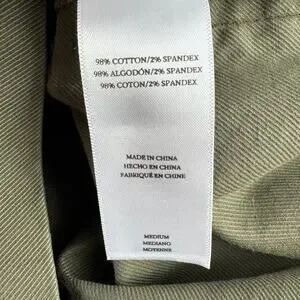 98% COTTON/2% SPANDEX
98% ALGODÓN/2% SPANDEX
98% COTON/2% SPANDEX
MADE IN CHINA
HECHO EN CHINA
FABRIQUÉ EN CHINE
MEDIUM
MEDIANO
MOYENNE